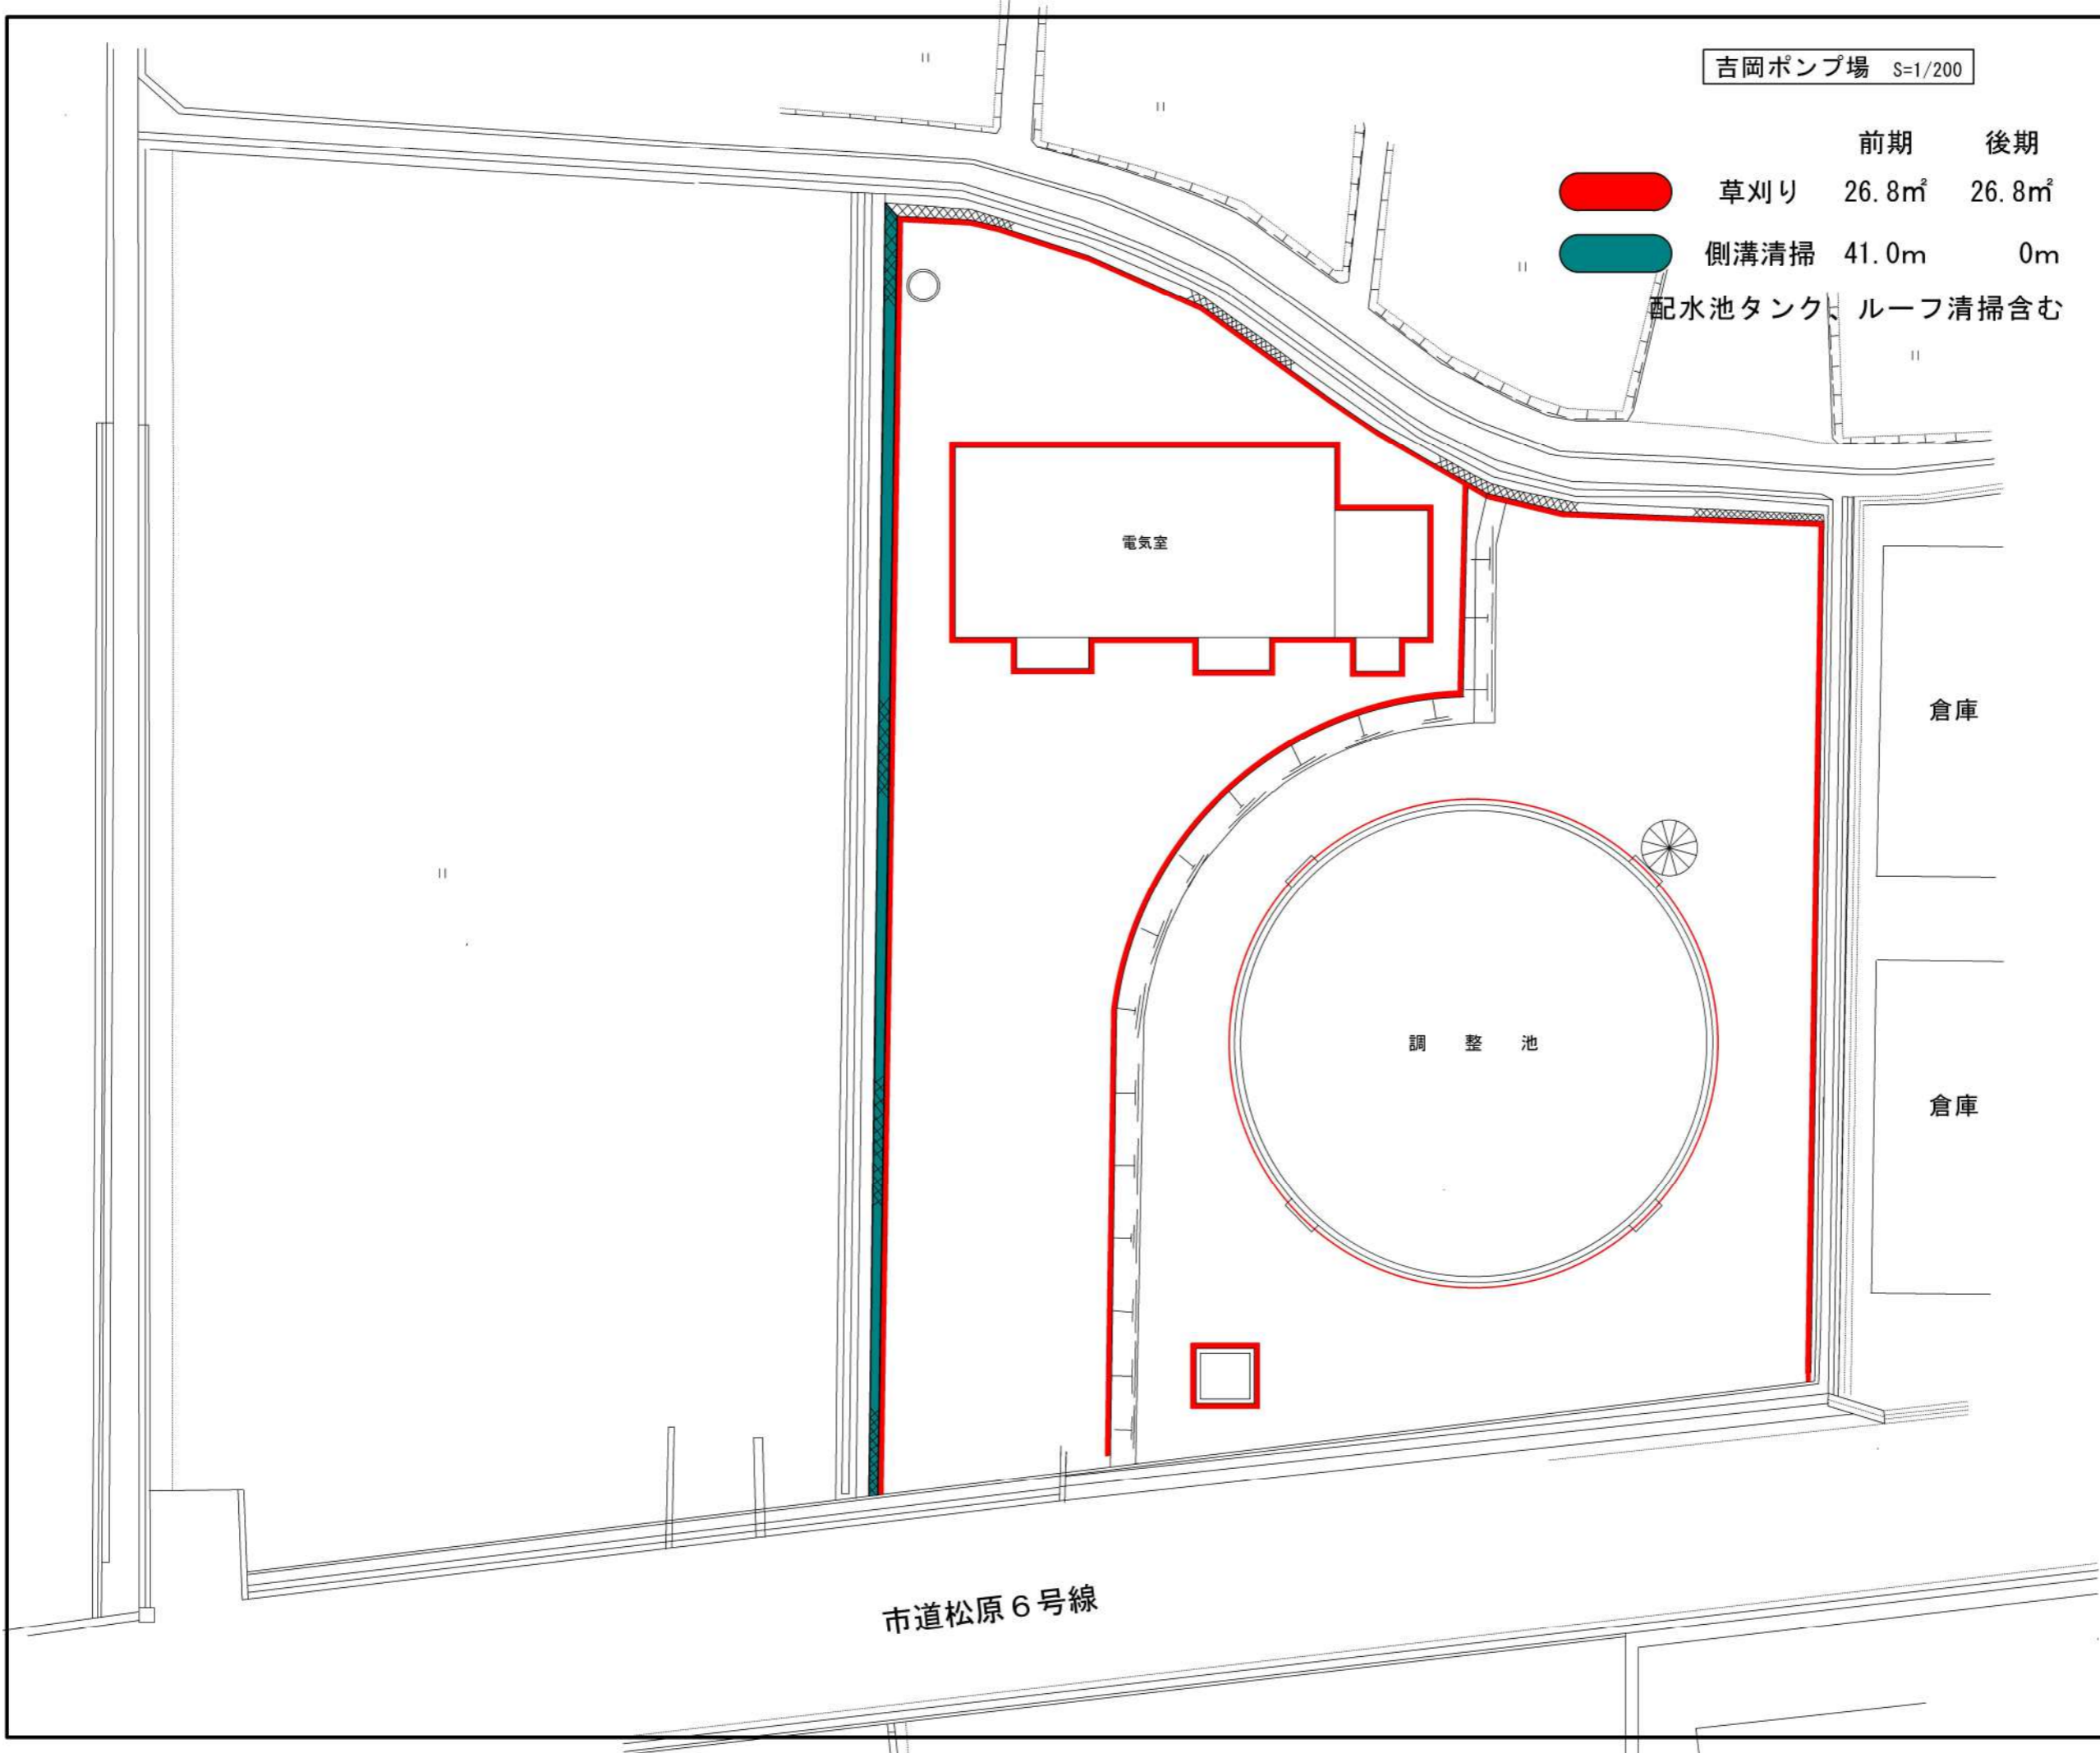 吉岡ポンプ場 S=1/200
前期 後期
草刈り 26.8㎡ 26.8㎡
側溝清掃 41.0m 0m
配水池タンク、ルーフ清掃含む
電気室
倉庫
調整池
倉庫
市道松原６号線